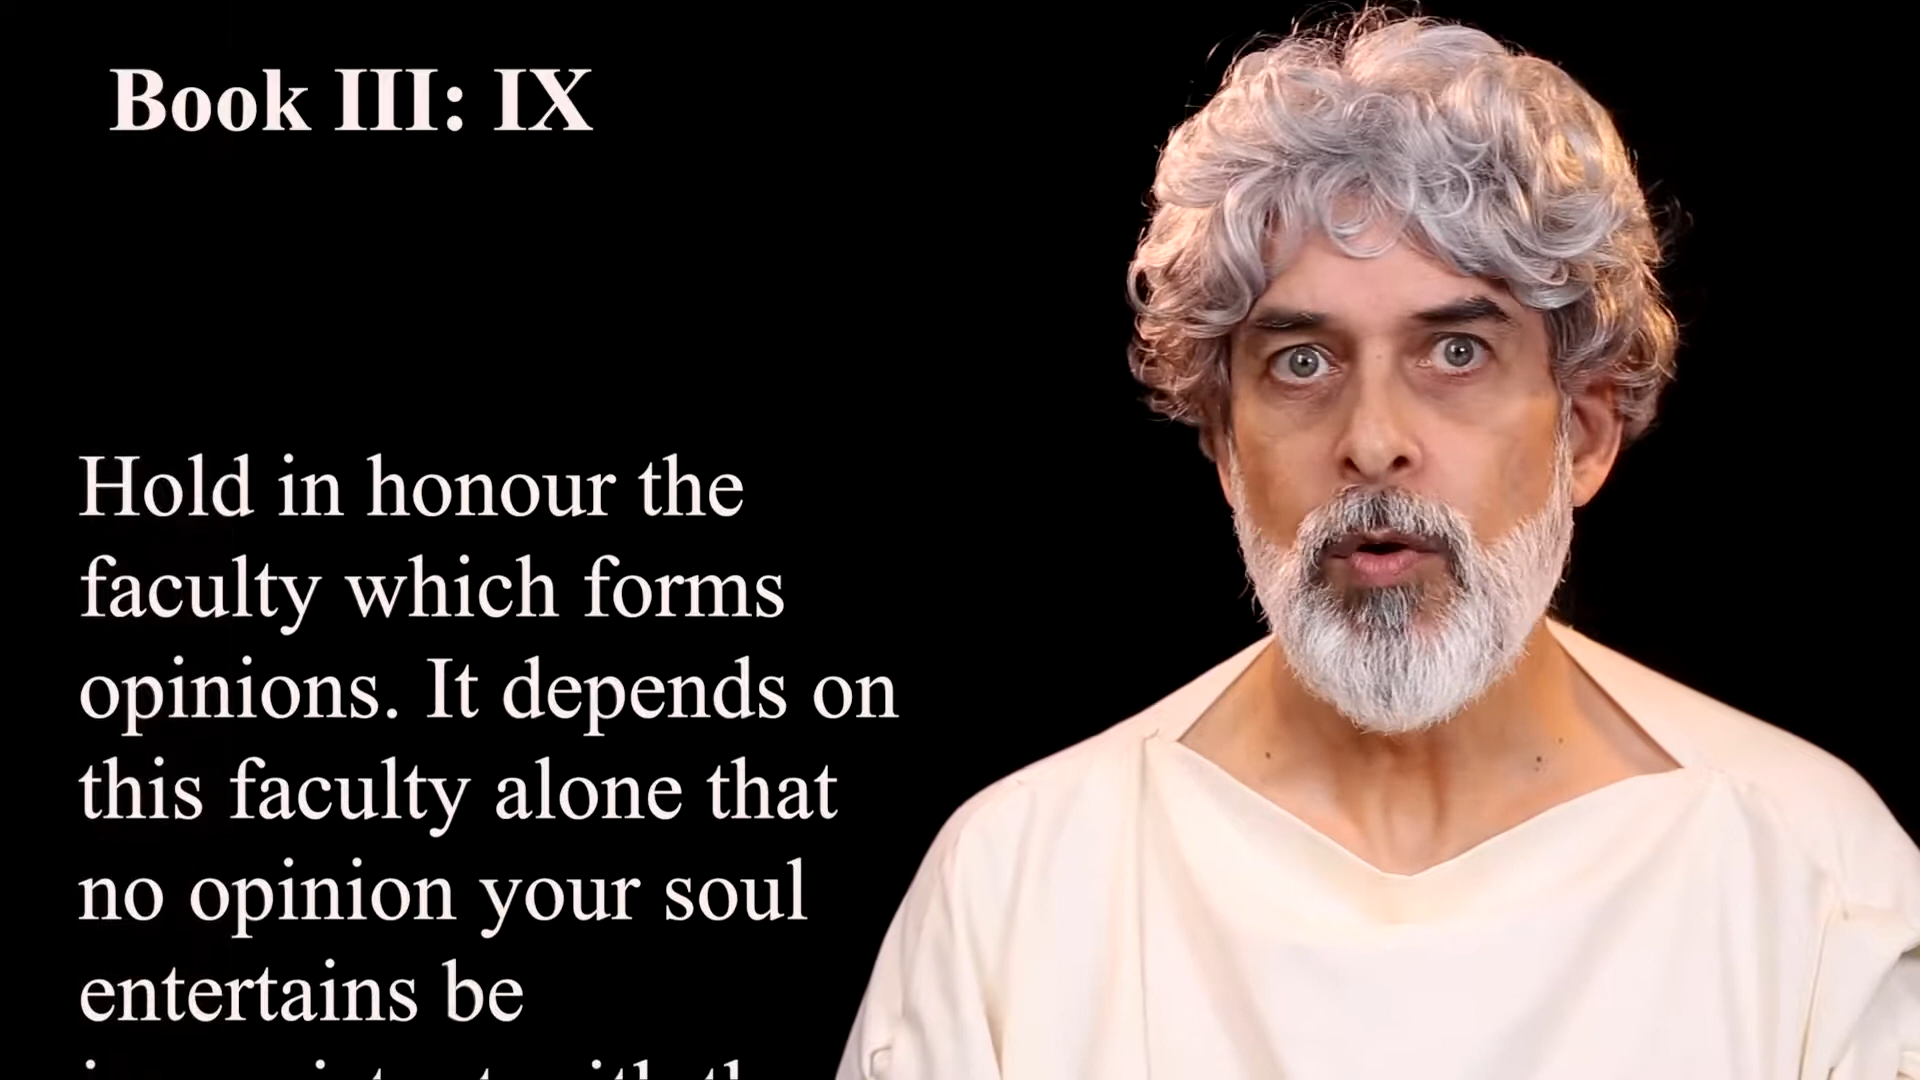 Book III: IX
Hold in honour the
faculty which forms
opinions. It depends on
this faculty alone that
no opinion your soul
entertains be